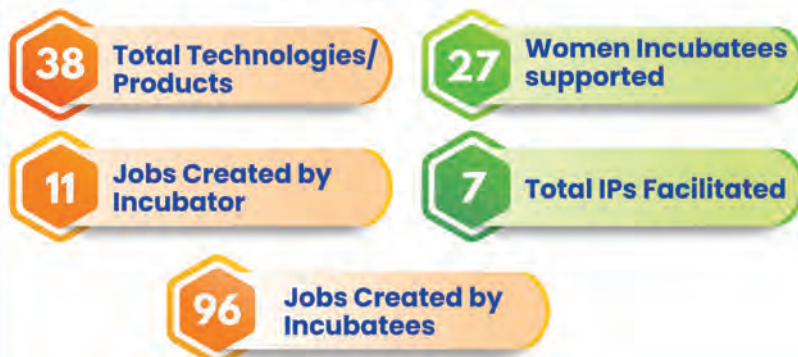 38
Total Technologies/
Products
27
Women Incubatees
supported
11
Jobs Created by
Incubator
7
Total IPs Facilitated
96
Jobs Created by
Incubatees